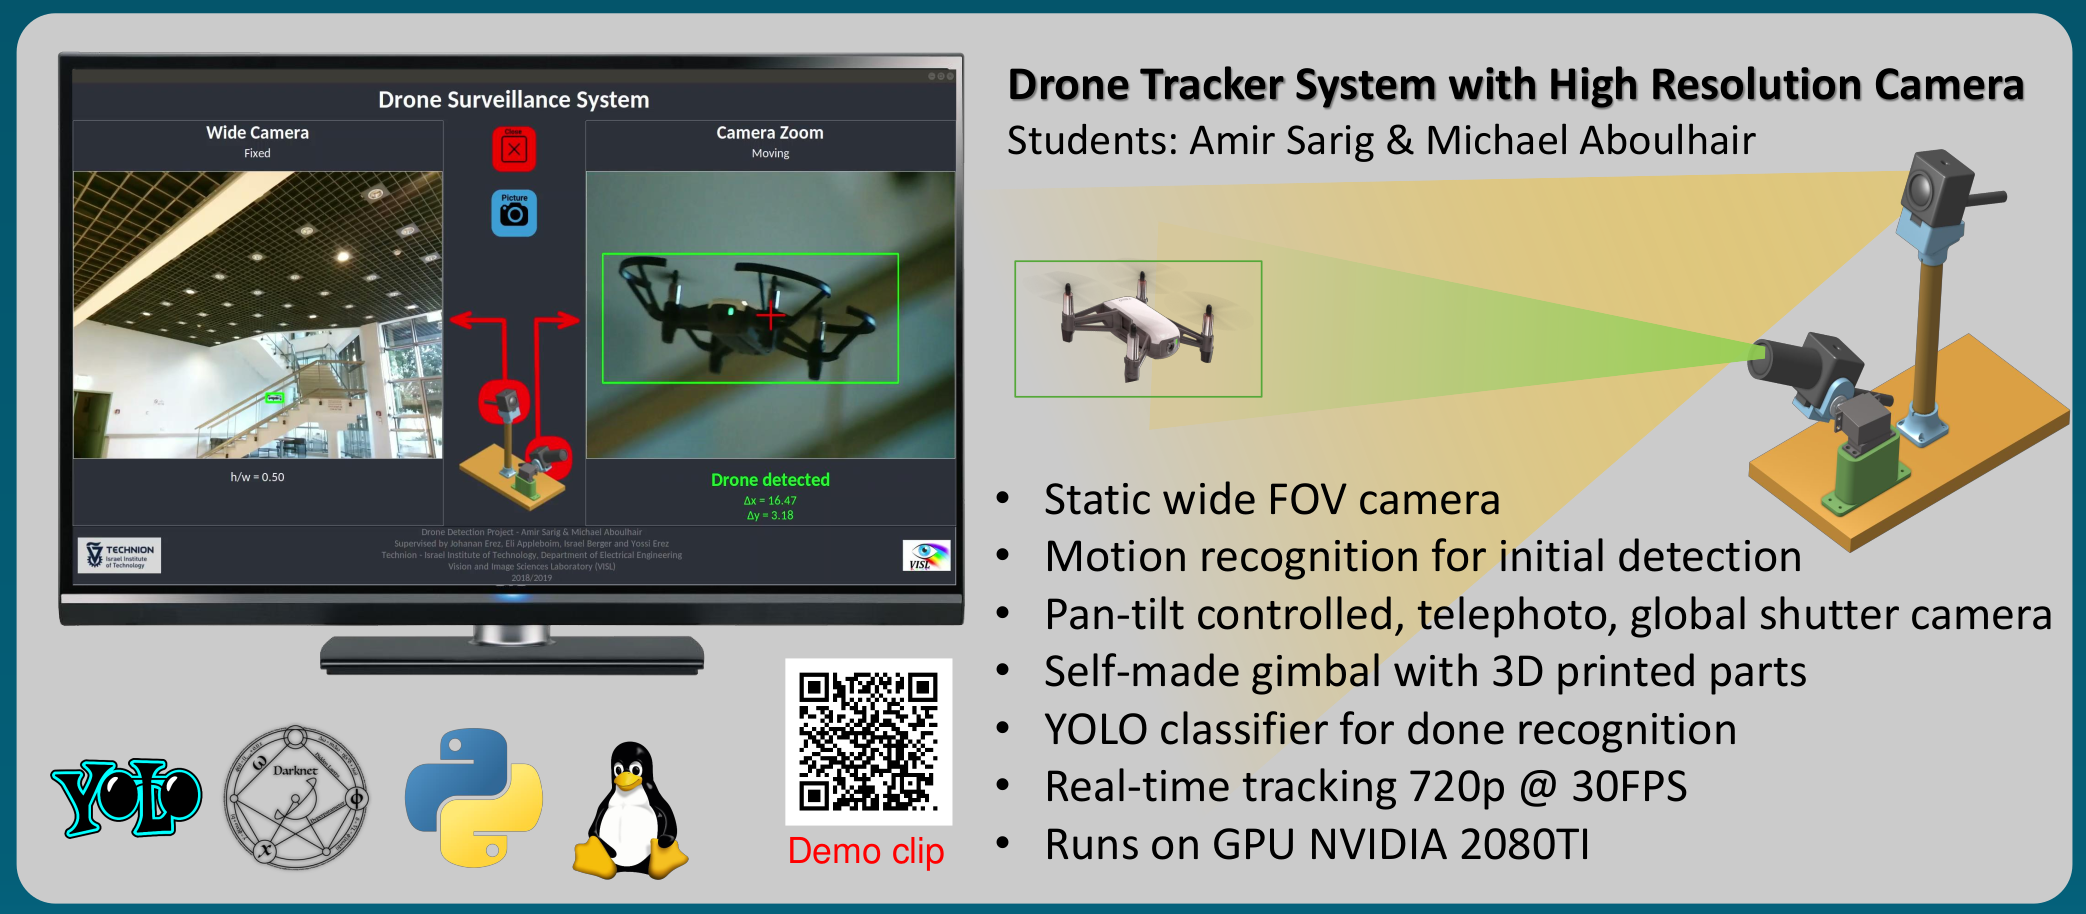 Drone Tracker System with High Resolution Camera
Students: Amir Sarig & Michael Aboulhair
Drone Surveillance System
Wide Camera
Fixed
Close
Picture
Camera Zoom
Moving
h/w = 0.50
Drone detected
Δx = 16.47
Δy = 3.18
Drone Detection Project - Amir Sarig & Michael Aboulhair
Supervised by Johanan Erez, Eli Appleboim, Israel Berger and Yossi Erez
Technion - Israel Institute of Technology, Department of Electrical Engineering
Vision and Image Sciences Laboratory (VISL)
2018/2019
TECHNION
Israel Institute
of Technology
VISL
• Static wide FOV camera
• Motion recognition for initial detection
• Pan-tilt controlled, telephoto, global shutter camera
• Self-made gimbal with 3D printed parts
• YOLO classifier for done recognition
• Real-time tracking 720p @ 30FPS
• Runs on GPU NVIDIA 2080TI
YOLO
Darknet
Demo clip